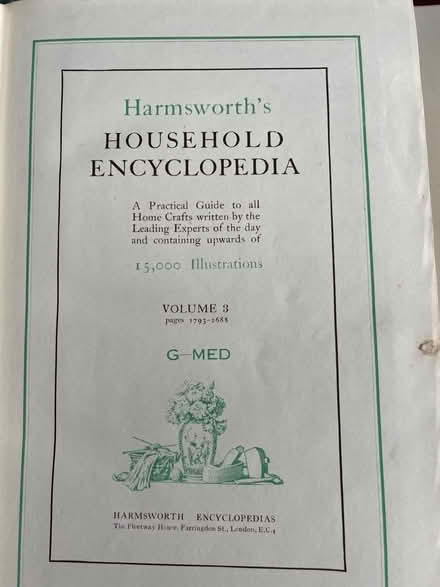 Harmsworth's
HOUSEHOLD
ENCYCLOPEDIA
A Practical Guide to all
Home Crafts written by the
Leading Experts of the day
and containing upwards of
15,000 Illustrations
VOLUME 3
pages 1793-2688
G—MED
HARMSWORTH ENCYCLOPEDIAS
The Fleetway House, Farringdon St., London, E.C.4